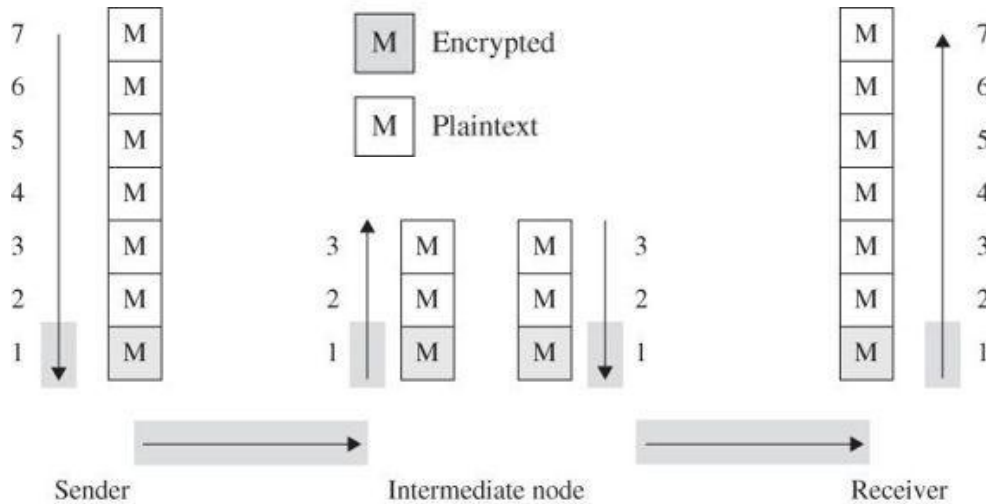 7 M M Encrypted M 7
6 M M 6
5 M M Plaintext M 5
4 M M 4
3 M 3 M M 3 M 3
2 M 2 M M 2 M 2
1 M 1 M M 1 M 1
Sender Intermediate node Receiver